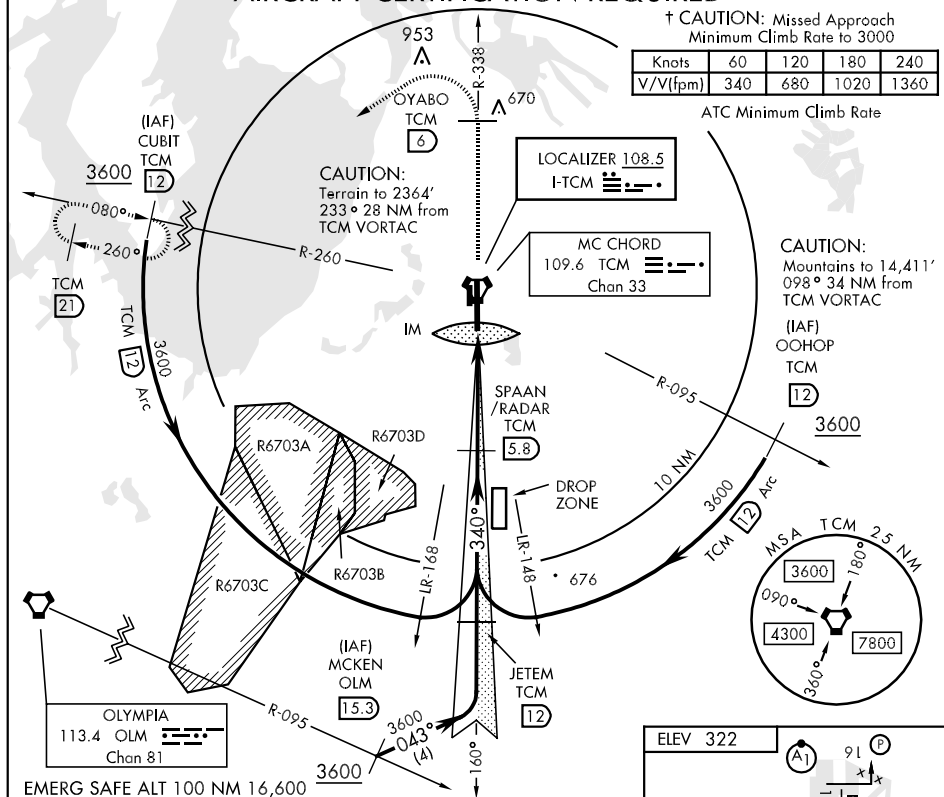 AIRCRAFT CERTIFICATION REQUIRED
† CAUTION: Missed Approach
Minimum Climb Rate to 3000
Knots 60 120 180 240
V/V(fpm) 340 680 1020 1360
ATC Minimum Climb Rate
953
R-338
670
OYABO
TCM
6
(IAF)
CUBIT
TCM
12
3600
080°
260°
TCM
21
R-260
CAUTION:
Terrain to 2364'
233° 28 NM from
TCM VORTAC
LOCALIZER 108.5
I-TCM
MC CHORD
109.6 TCM
Chan 33
CAUTION:
Mountains to 14,411'
098° 34 NM from
TCM VORTAC
(IAF)
OOHOP
TCM
12
3600
R-095
IM
TCM 12 Arc
3600
SPAAN
/RADAR
TCM
5.8
R6703A
R6703D
R6703C
R6703B
DROP
ZONE
10 NM
3600
TCM 12 Arc
340°
LR-168
LR-148
676
MSA TCM 25 NM
3600
180°
090°
4300
7800
360°
(IAF)
MCKEN
OLM
15.3
JETEM
TCM
12
OLYMPIA
113.4 OLM
Chan 81
R-095
3600
3600
043°
(4)
160°
EMERG SAFE ALT 100 NM 16,600
ELEV 322
A1
16
P